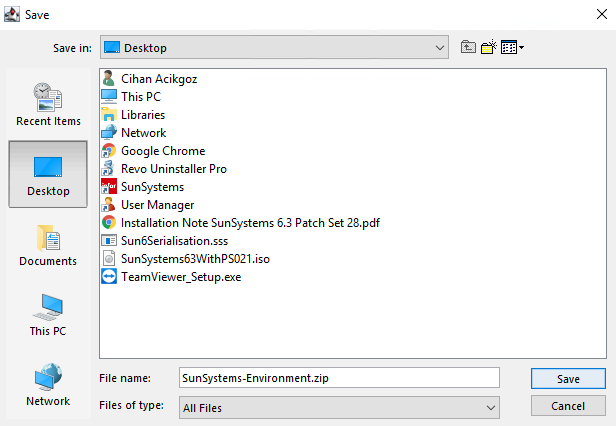 Save
Save in: Desktop
Recent Items
Desktop
Documents
This PC
Network
Cihan Acikgoz
This PC
Libraries
Network
Google Chrome
Revo Uninstaller Pro
infor SunSystems
User Manager
Installation Note SunSystems 6.3 Patch Set 28.pdf
Sun6Serialisation.sss
SunSystems63WithPS021.iso
TeamViewer_Setup.exe
File name: SunSystems-Environment.zip Save
Files of type: All Files Cancel